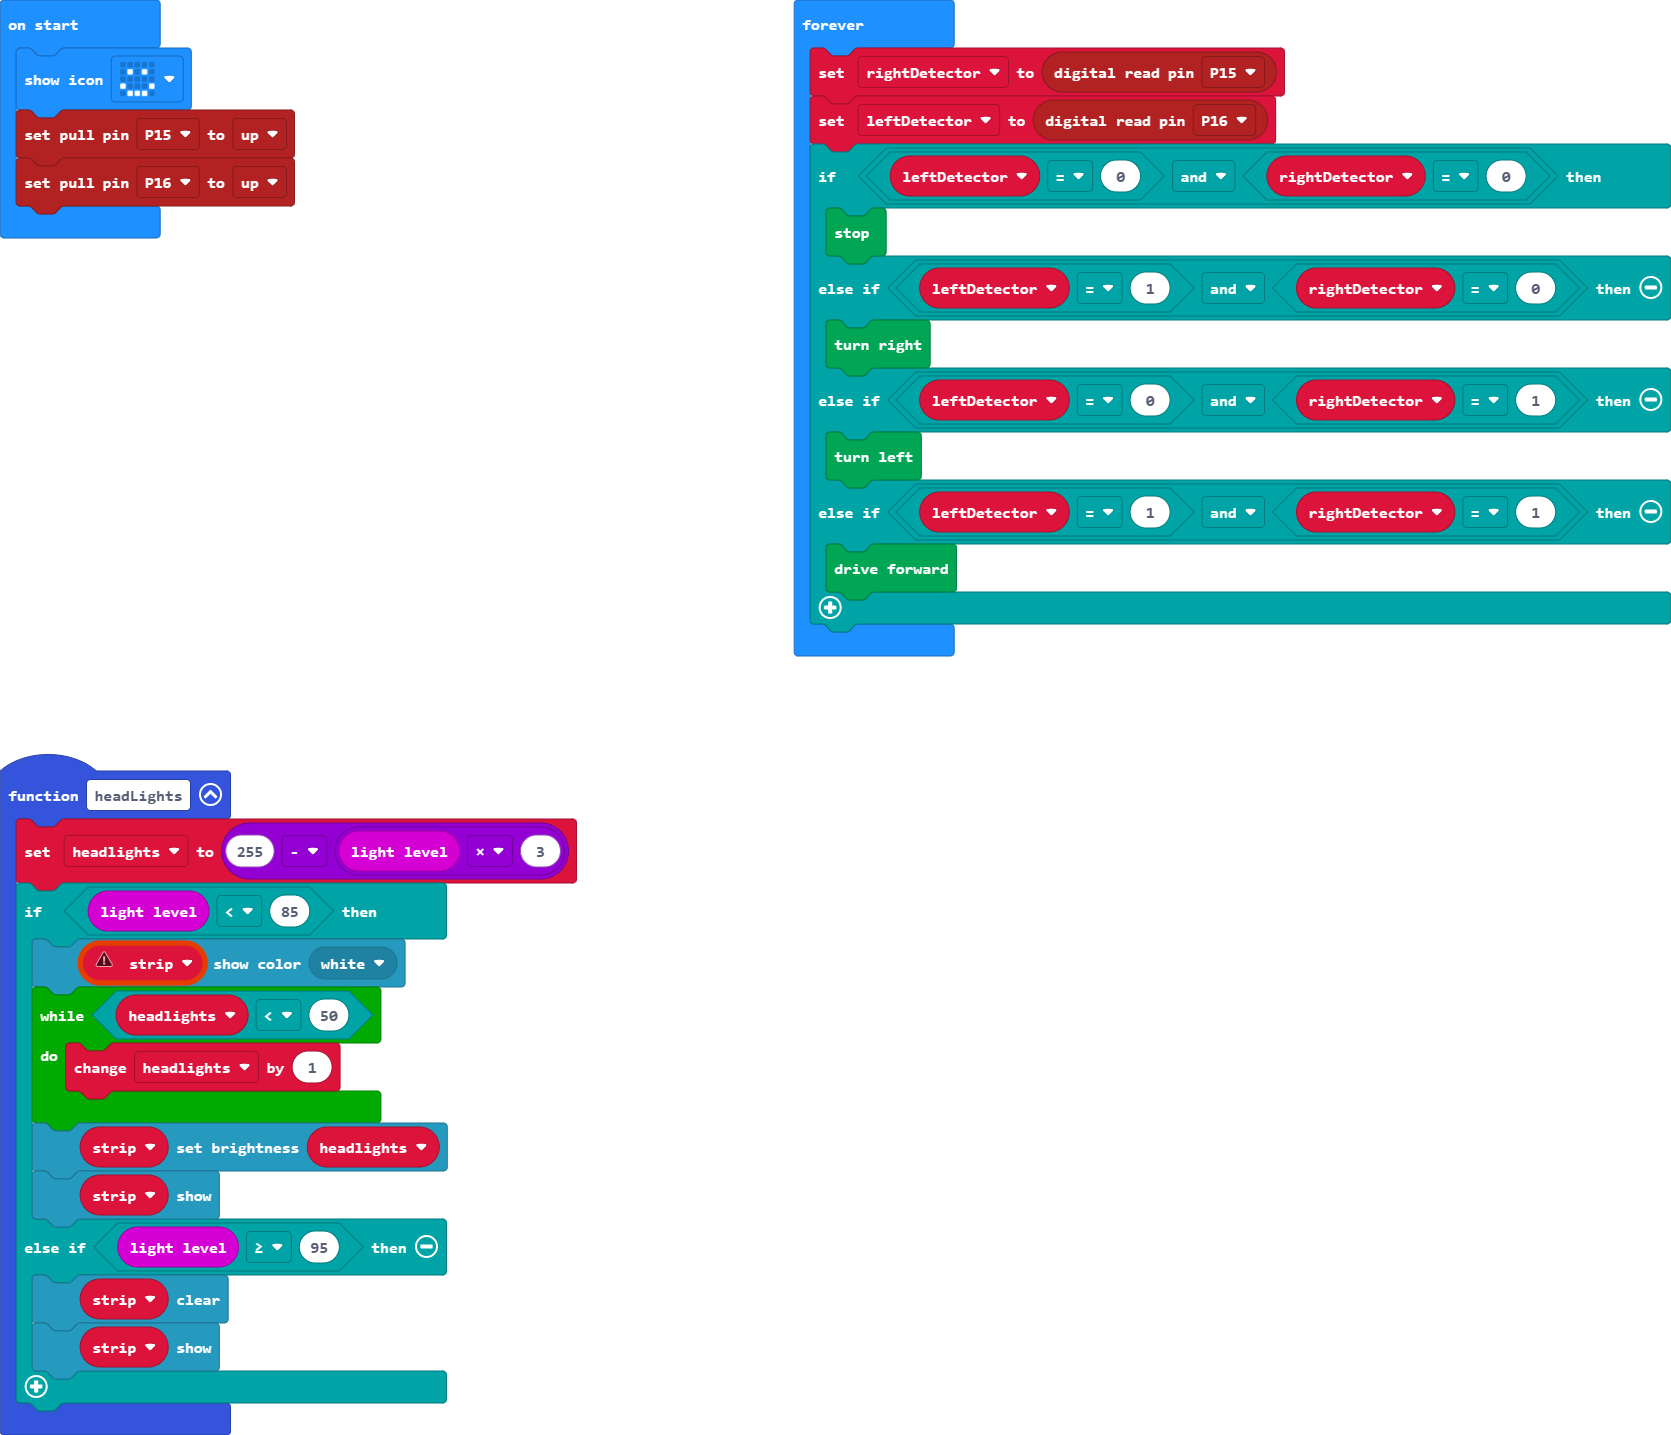 on start
show icon
set pull pin P15 to up
set pull pin P16 to up
forever
set rightDetector to digital read pin P15
set leftDetector to digital read pin P16
if leftDetector = 0 and rightDetector = 0 then
stop
else if leftDetector = 1 and rightDetector = 0 then
turn right
else if leftDetector = 0 and rightDetector = 1 then
turn left
else if leftDetector = 1 and rightDetector = 1 then
drive forward
function headLights
set headlights to 255 - light level × 3
if light level < 85 then
strip show color white
while headlights < 50
do change headlights by 1
strip set brightness headlights
strip show
else if light level ≥ 95 then
strip clear
strip show